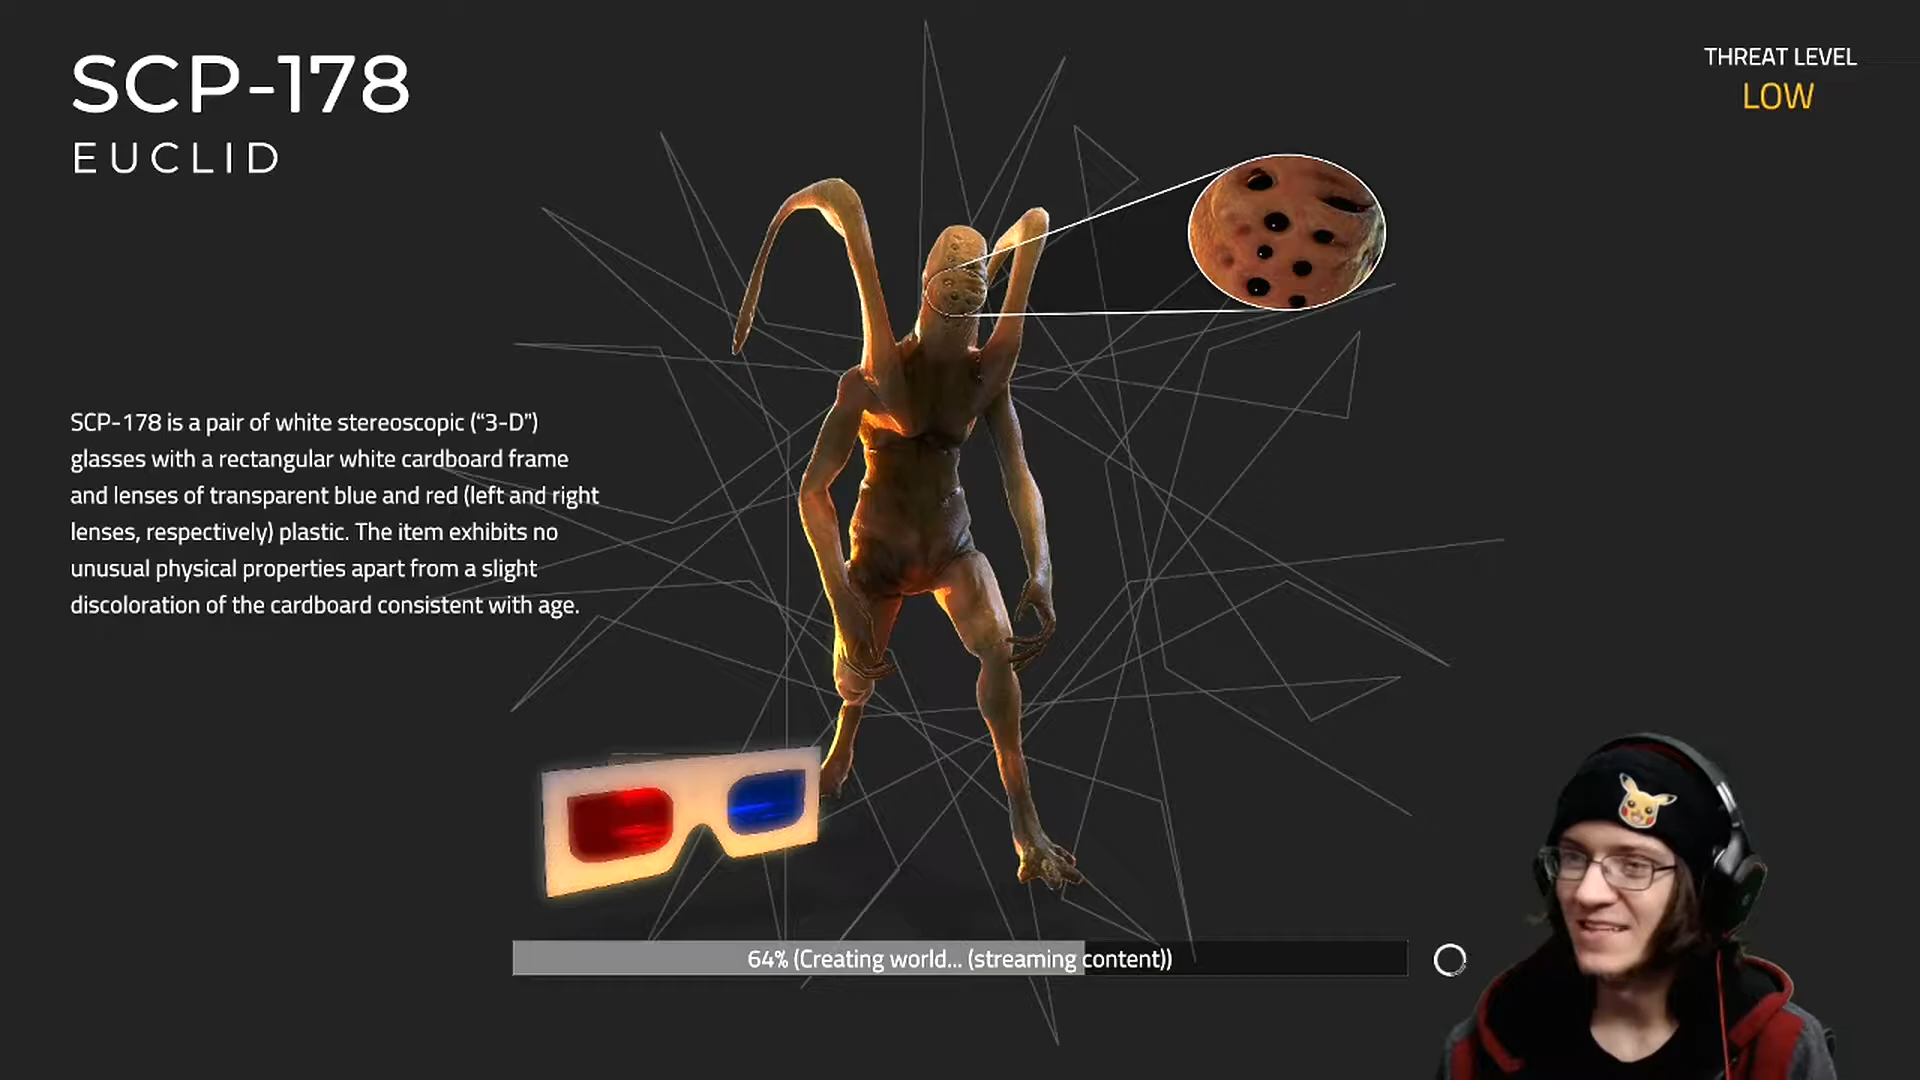 SCP-178
EUCLID
THREAT LEVEL
LOW
SCP-178 is a pair of white stereoscopic (“3-D”)
glasses with a rectangular white cardboard frame
and lenses of transparent blue and red (left and right
lenses, respectively) plastic. The item exhibits no
unusual physical properties apart from a slight
discoloration of the cardboard consistent with age.
64% (Creating world... (streaming content))